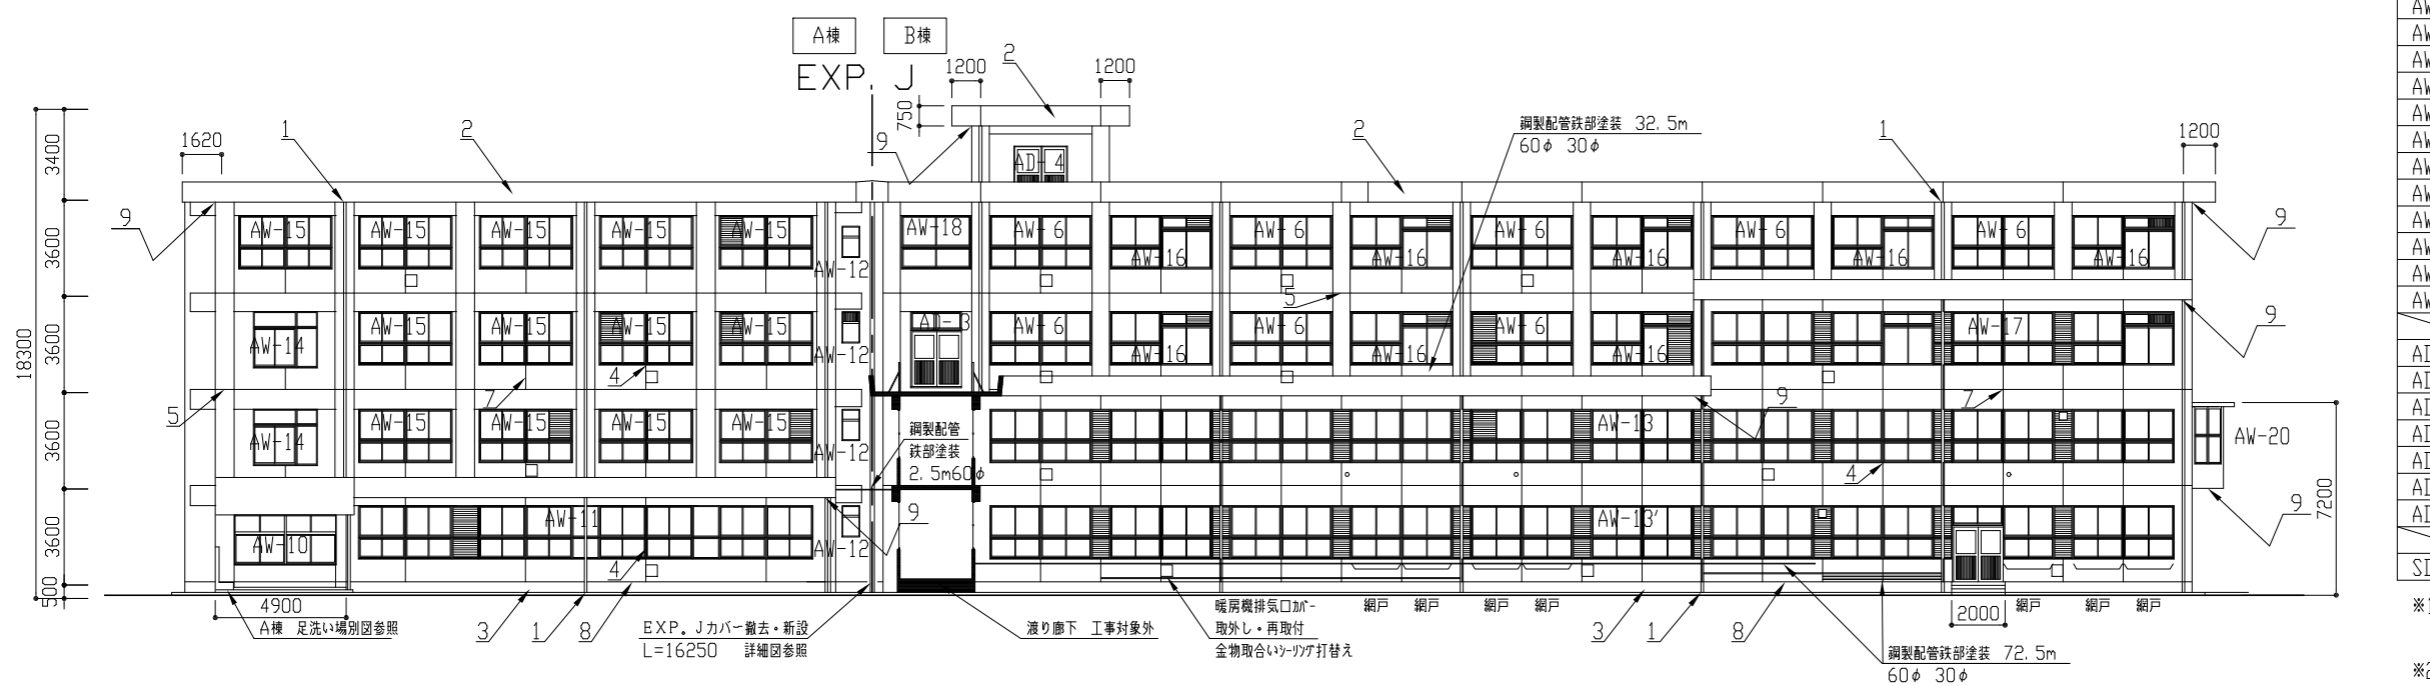 A棟 B棟
EXP. J
1200 2 1200
750
鋼製配管鉄部塗装 32.5m
60φ 30φ
1620 1 2 9 2 1 1200
3400
AD-4
9 9
AW-15 AW-15 AW-15 AW-15 AW-15 AW-18 AW-6 AW-6 AW-6 AW-6 AW-6
3600
AW-12 AW-16 AW-16 AW-16 AW-16 AW-16
5
9
AW-15 AW-15 AW-15 AW-15 AD-3 AW-6 AW-6 AW-6 AW-17
AW-14
3600
AW-12 AW-16 AW-16 AW-16
18300
4
7 9 7
5
AW-15 AW-15 AW-15 AW-15 AW-13
鋼製配管
鉄部塗装
2.5m60φ
AW-14
3600
AW-12
AW-20
4
9
9
7200
AW-11 AW-13'
AW-10
3600
AW-12
4
500
4900
A棟 足洗い場別図参照
3 1 8
EXP. Jカバー撤去・新設
L=16250 詳細図参照
渡り廊下 工事対象外
暖房機排気口カバー
取外し・再取付
金物取合いシーリング打替え
網戸 網戸 網戸 網戸
3 1 8
2000
網戸 網戸 網戸
鋼製配管鉄部塗装 72.5m
60φ 30φ
AW
AW
AW
AW
AW
AW
AW
AW
AW
AW
AW
AW
※1
※2